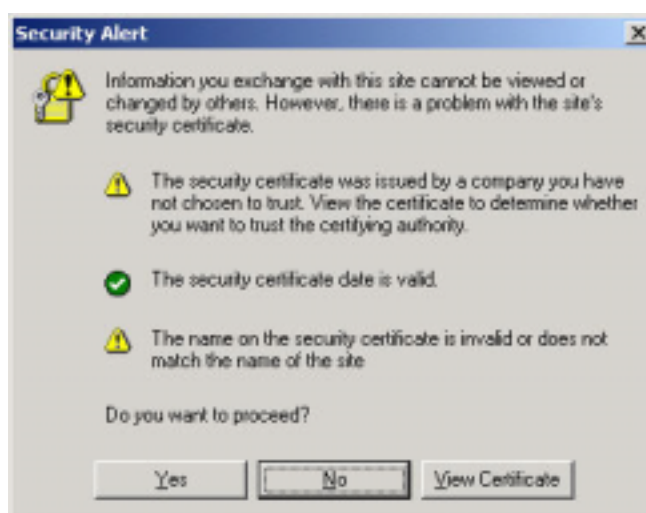 Security Alert
Information you exchange with this site cannot be viewed or
changed by others. However, there is a problem with the site's
security certificate.
The security certificate was issued by a company you have
not chosen to trust. View the certificate to determine whether
you want to trust the certifying authority.
The security certificate date is valid.
The name on the security certificate is invalid or does not
match the name of the site
Do you want to proceed?
Yes No View Certificate